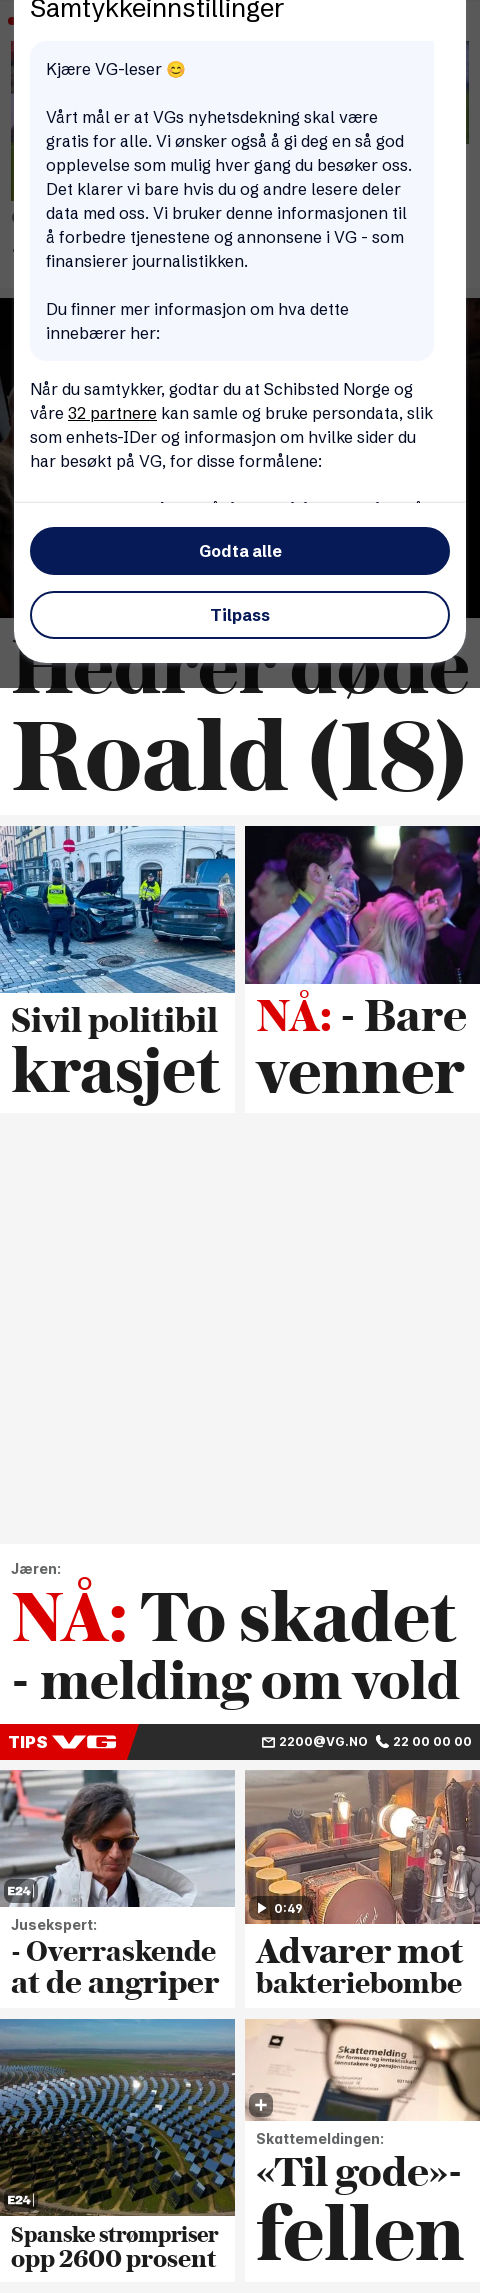 Samtykkeinnstillinger
Kjære VG-leser 😊
Vårt mål er at VGs nyhetsdekning skal være
gratis for alle. Vi ønsker også å gi deg en så god
opplevelse som mulig hver gang du besøker oss.
Det klarer vi bare hvis du og andre lesere deler
data med oss. Vi bruker denne informasjonen til
å forbedre tjenestene og annonsene i VG - som
finansierer journalistikken.
Du finner mer informasjon om hva dette
innebærer her:
Når du samtykker, godtar du at Schibsted Norge og
våre 32 partnere kan samle og bruke persondata, slik
som enhets-IDer og informasjon om hvilke sider du
har besøkt på VG, for disse formålene:
Godta alle
Tilpass
Hedrer døde
Roald (18)
Sivil politibil
krasjet
NÅ: - Bare
venner
Jæren:
NÅ: To skadet
- melding om vold
TIPS VG
2200@VG.NO
22 00 00 00
E24
Jusekspert:
- Overraskende
at de angriper
0:49
Advarer mot
bakteriebombe
E24
Spanske strømpriser
opp 2600 prosent
Skattemelding
for formues- og inntektsskatt
lønnstakere og pensjonister m
Skattemeldingen:
«Til gode»-
fellen